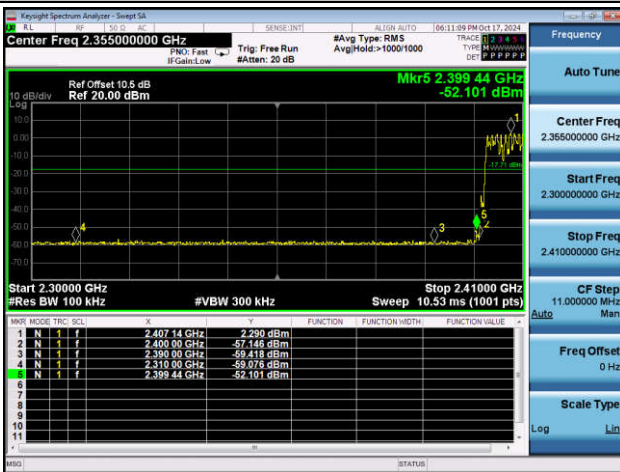 Keysight Spectrum Analyzer - Swept SA
RL RF 50 Ω AC SENSE:INT ALIGN AUTO 06:11:09 PM Oct 17, 2024
Center Freq 2.355000000 GHz
PNO: Fast
IFGain:Low
Trig: Free Run
#Atten: 20 dB
#Avg Type: RMS
Avg|Hold:>1000/1000
TRACE 1 2 3 4 5 6
TYPE M W W W W W
DET P P P P P P
Ref Offset 10.5 dB
10 dB/div Ref 20.00 dBm
Log
Mkr5 2.399 44 GHz
-52.101 dBm
10.0
0.00
-10.0
-20.0
-30.0
-40.0
-50.0
-60.0
-70.0
1
-17.71 dBm
4
3
5
2
Start 2.30000 GHz Stop 2.41000 GHz
#Res BW 100 kHz #VBW 300 kHz Sweep 10.53 ms (1001 pts)
MKR MODE TRC SCL X Y FUNCTION FUNCTION WIDTH FUNCTION VALUE
1 N 1 f 2.407 14 GHz 2.290 dBm
2 N 1 f 2.400 00 GHz -57.146 dBm
3 N 1 f 2.390 00 GHz -59.418 dBm
4 N 1 f 2.310 00 GHz -59.076 dBm
5 N 1 f 2.399 44 GHz -52.101 dBm
6
7
8
9
10
11
MSG STATUS
Frequency
Auto Tune
Center Freq
2.355000000 GHz
Start Freq
2.300000000 GHz
Stop Freq
2.410000000 GHz
CF Step
11.000000 MHz
Auto Man
Freq Offset
0 Hz
Scale Type
Log Lin